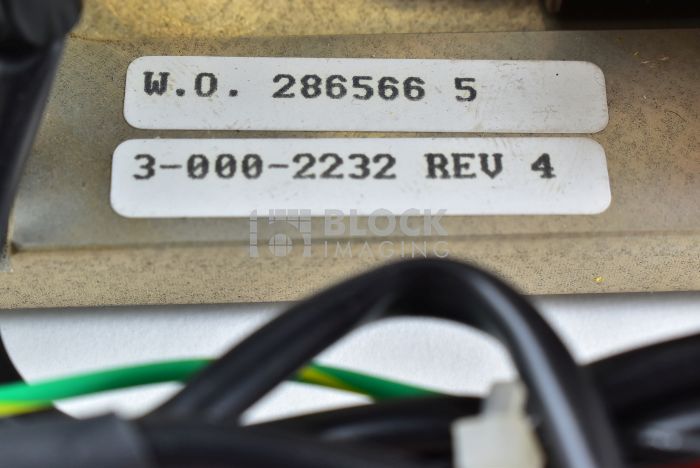 W.O. 286566 5
3-000-2232 REV 4
BLOCK
IMAGING